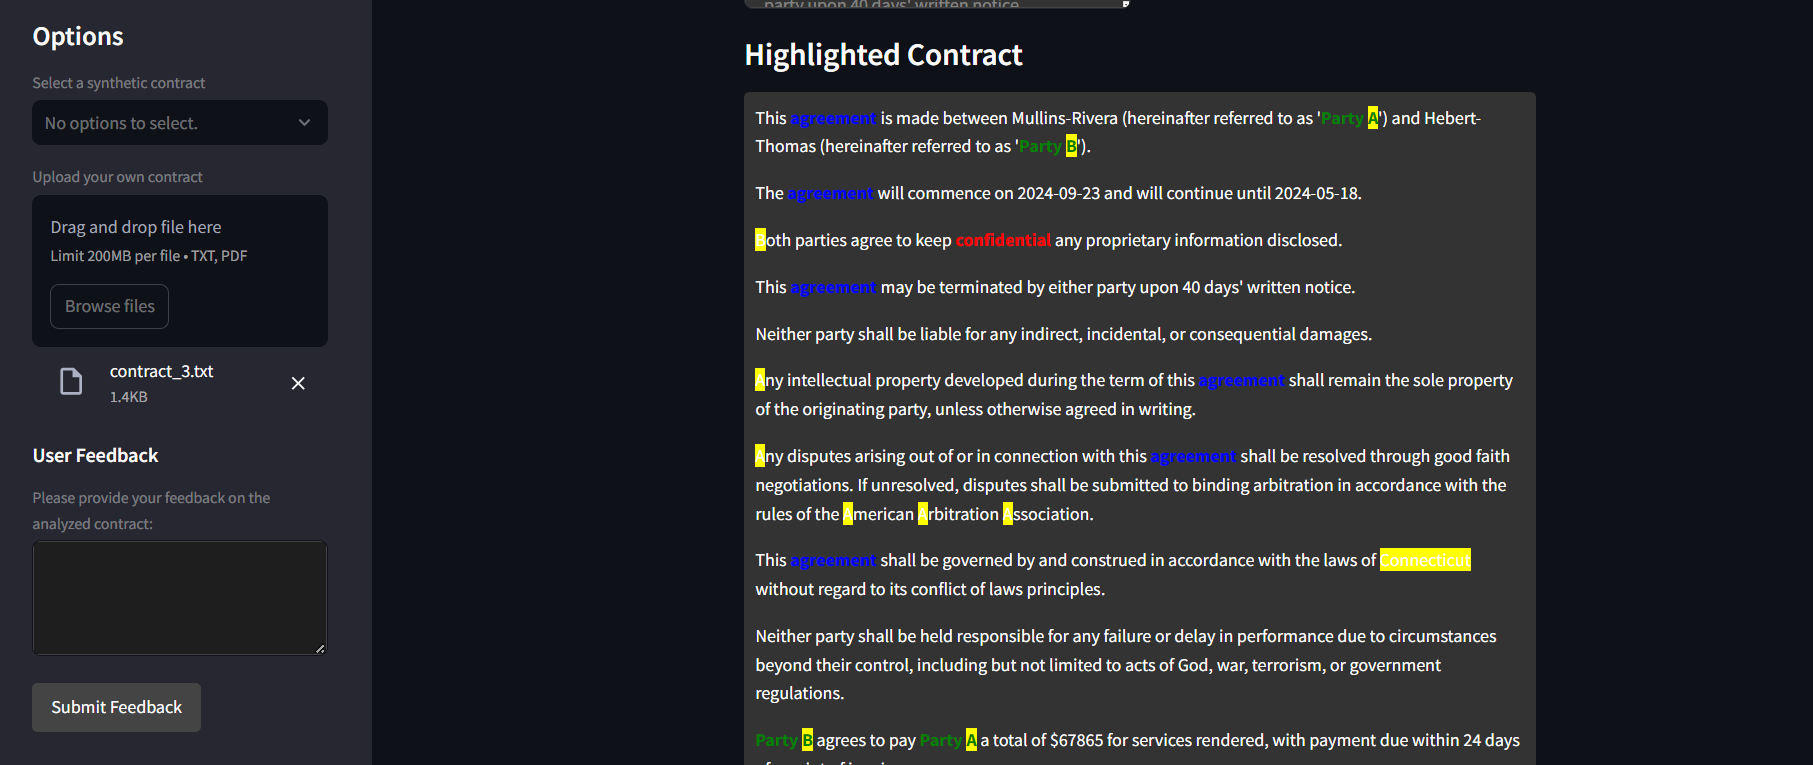 Options
Select a synthetic contract
No options to select.
Upload your own contract
Drag and drop file here
Limit 200MB per file • TXT, PDF
Browse files
contract_3.txt
1.4KB
User Feedback
Please provide your feedback on the
analyzed contract:
Submit Feedback
party upon 40 days' written notice.
Highlighted Contract
This agreement is made between Mullins-Rivera (hereinafter referred to as 'Party A') and Hebert-
Thomas (hereinafter referred to as 'Party B').
The agreement will commence on 2024-09-23 and will continue until 2024-05-18.
Both parties agree to keep confidential any proprietary information disclosed.
This agreement may be terminated by either party upon 40 days' written notice.
Neither party shall be liable for any indirect, incidental, or consequential damages.
Any intellectual property developed during the term of this agreement shall remain the sole property
of the originating party, unless otherwise agreed in writing.
Any disputes arising out of or in connection with this agreement shall be resolved through good faith
negotiations. If unresolved, disputes shall be submitted to binding arbitration in accordance with the
rules of the American Arbitration Association.
This agreement shall be governed by and construed in accordance with the laws of Connecticut
without regard to its conflict of laws principles.
Neither party shall be held responsible for any failure or delay in performance due to circumstances
beyond their control, including but not limited to acts of God, war, terrorism, or government
regulations.
Party B agrees to pay Party A a total of $67865 for services rendered, with payment due within 24 days